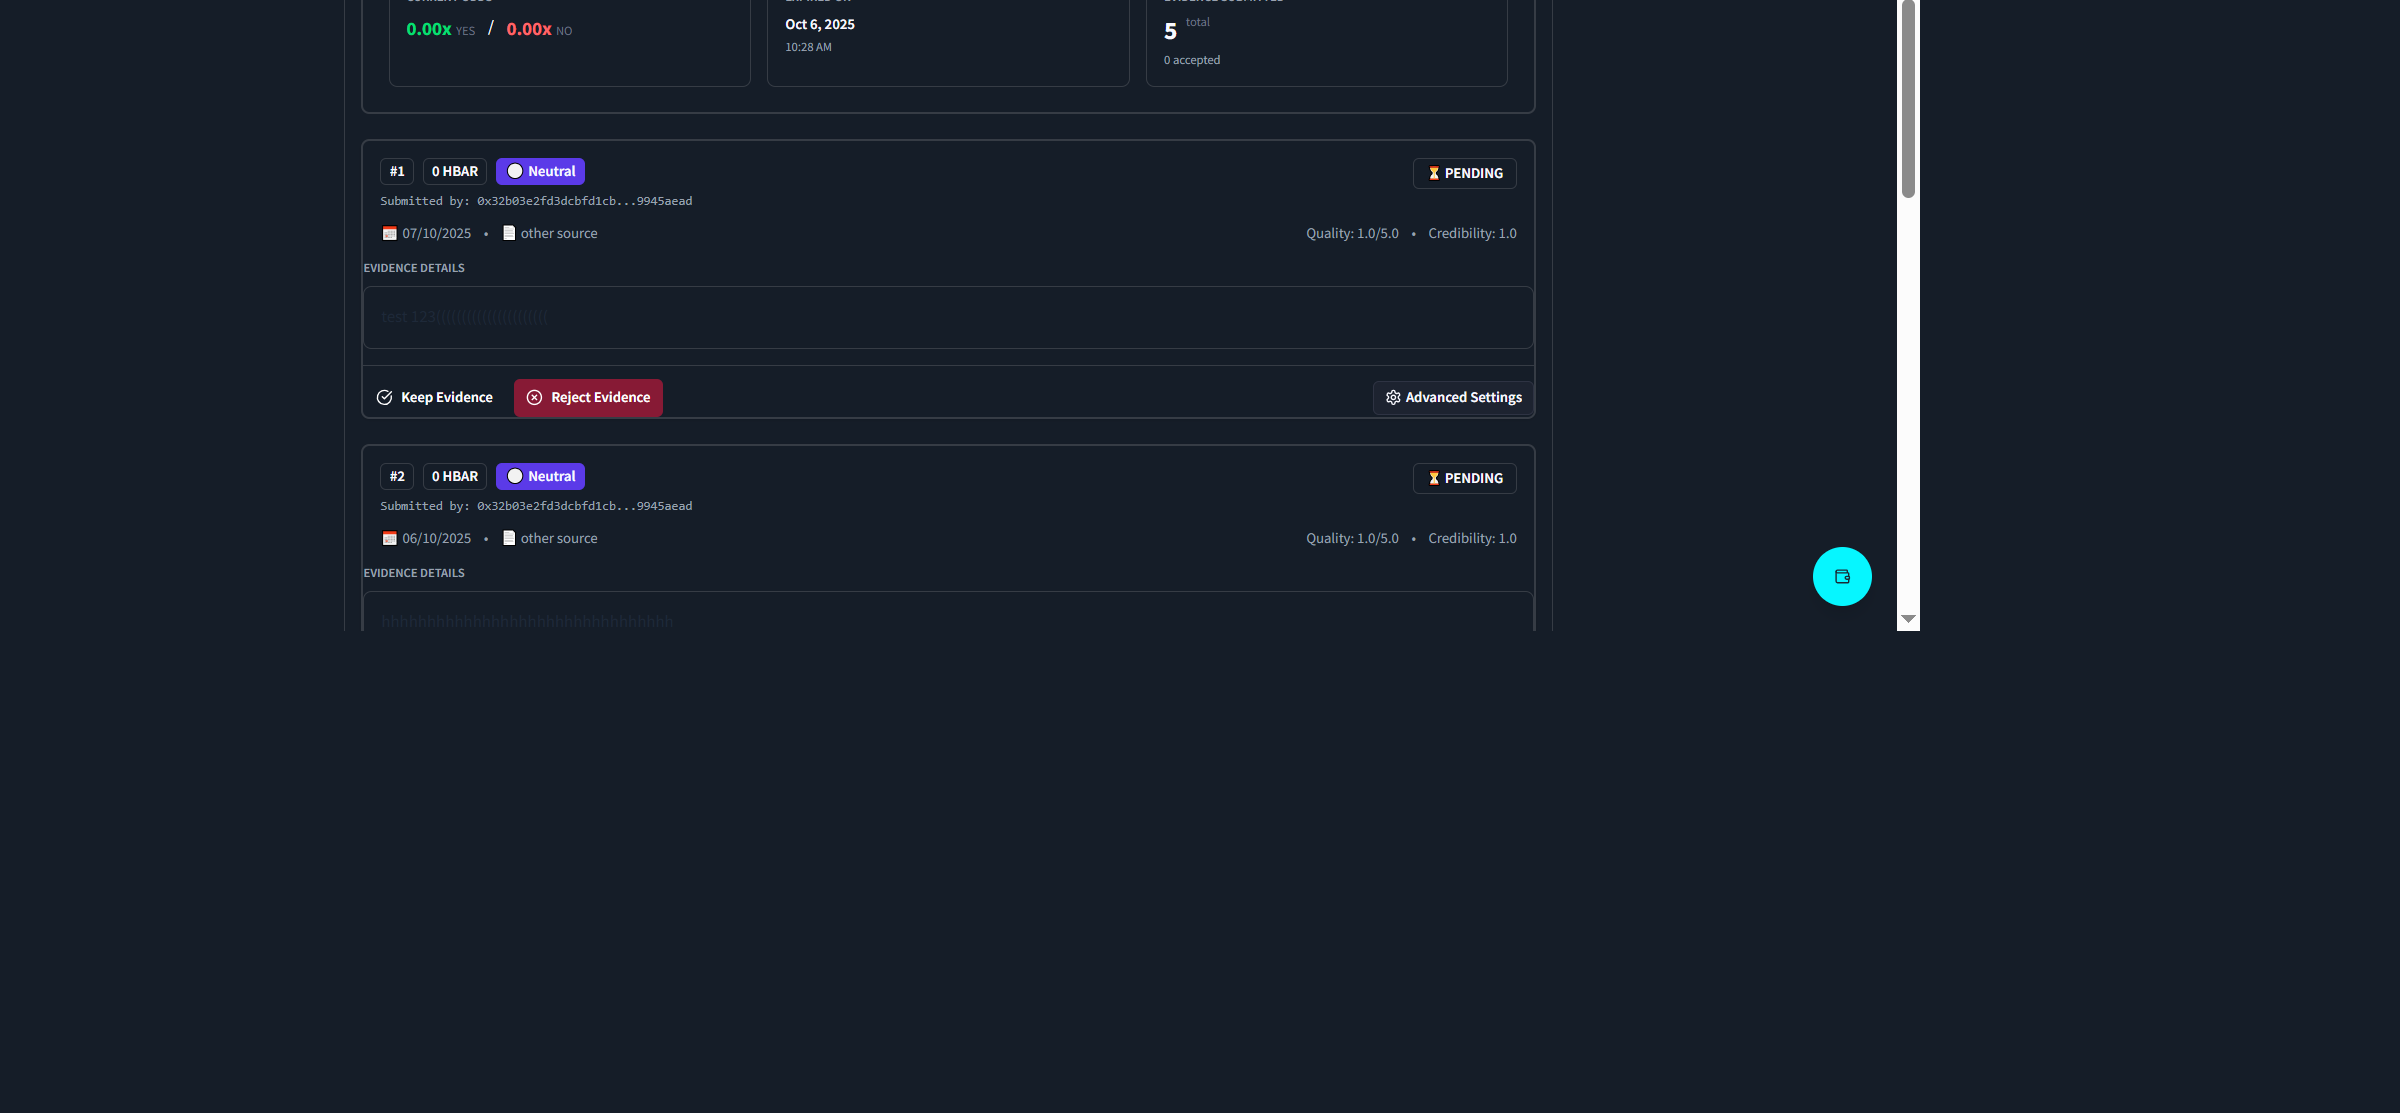 0.00x YES / 0.00x NO
Oct 6, 2025
10:28 AM
5 total
0 accepted
#1 0 HBAR Neutral PENDING
Submitted by: 0x32b03e2fd3dcbfd1cb...9945aead
07/10/2025 • other source Quality: 1.0/5.0 • Credibility: 1.0
EVIDENCE DETAILS
Keep Evidence Reject Evidence Advanced Settings
#2 0 HBAR Neutral PENDING
Submitted by: 0x32b03e2fd3dcbfd1cb...9945aead
06/10/2025 • other source Quality: 1.0/5.0 • Credibility: 1.0
EVIDENCE DETAILS